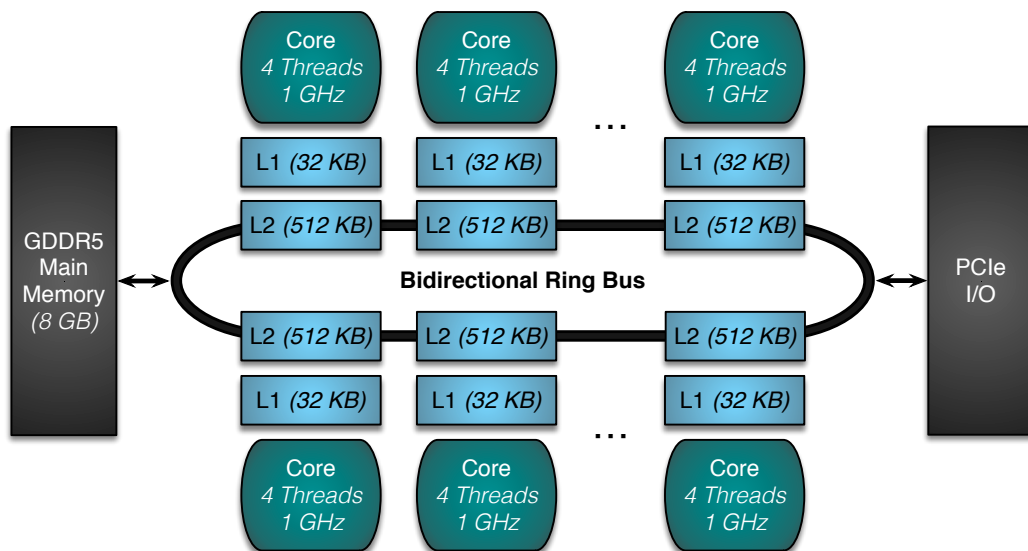 Core
4 Threads
1 GHz
Core
4 Threads
1 GHz
...
Core
4 Threads
1 GHz
L1 (32 KB)
L1 (32 KB)
L1 (32 KB)
L2 (512 KB)
L2 (512 KB)
L2 (512 KB)
GDDR5
Main
Memory
(8 GB)
Bidirectional Ring Bus
PCIe
I/O
L2 (512 KB)
L2 (512 KB)
L2 (512 KB)
L1 (32 KB)
L1 (32 KB)
L1 (32 KB)
...
Core
4 Threads
1 GHz
Core
4 Threads
1 GHz
Core
4 Threads
1 GHz